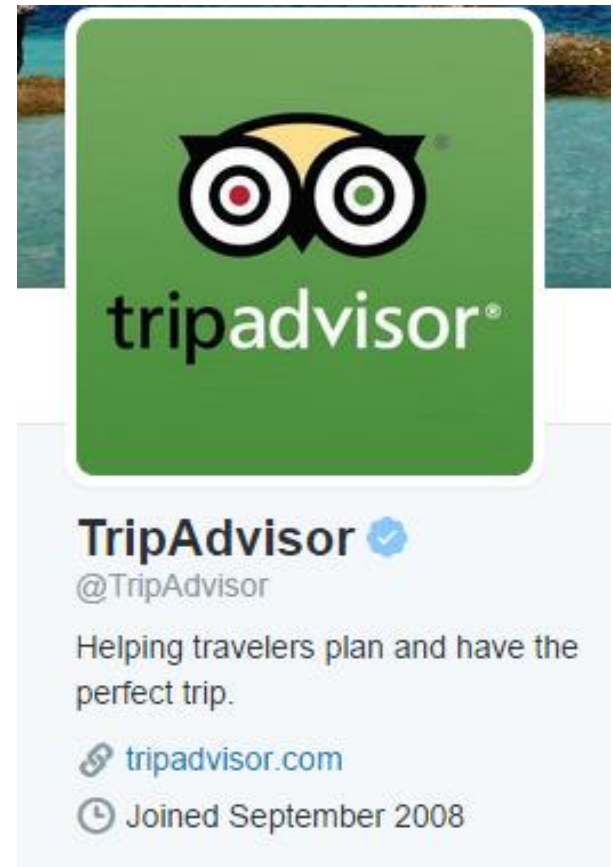 tripadvisor®
TripAdvisor
@TripAdvisor
Helping travelers plan and have the
perfect trip.
tripadvisor.com
Joined September 2008